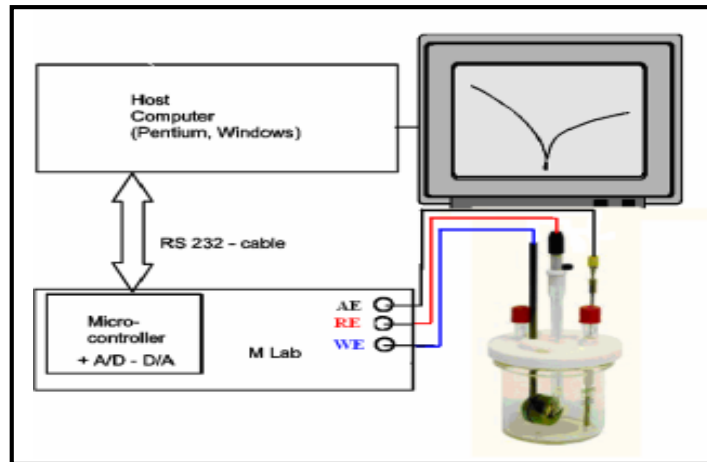 Host
Computer
(Pentium, Windows)
RS 232 - cable
Micro-
controller
+ A/D - D/A
M Lab
AE
RE
WE